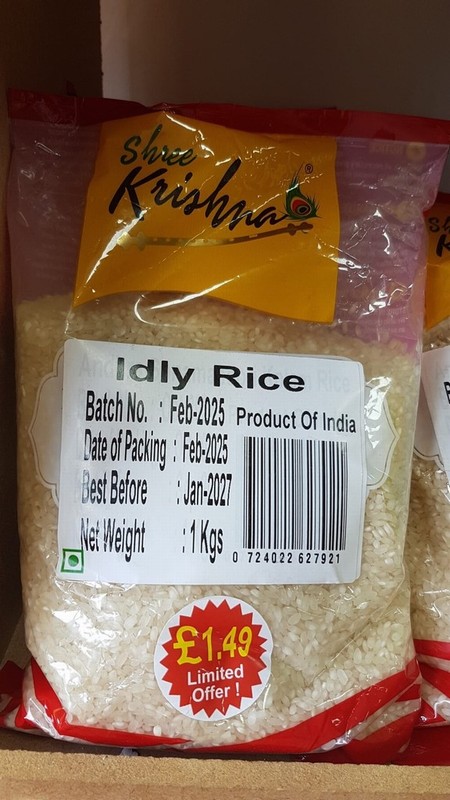 Shree
Krishna®
Idly Rice
Batch No. : Feb-2025 Product Of India
Date of Packing : Feb-2025
Best Before : Jan-2027
Net Weight : 1 Kgs
0 724022 627921
£1.49
Limited
Offer !